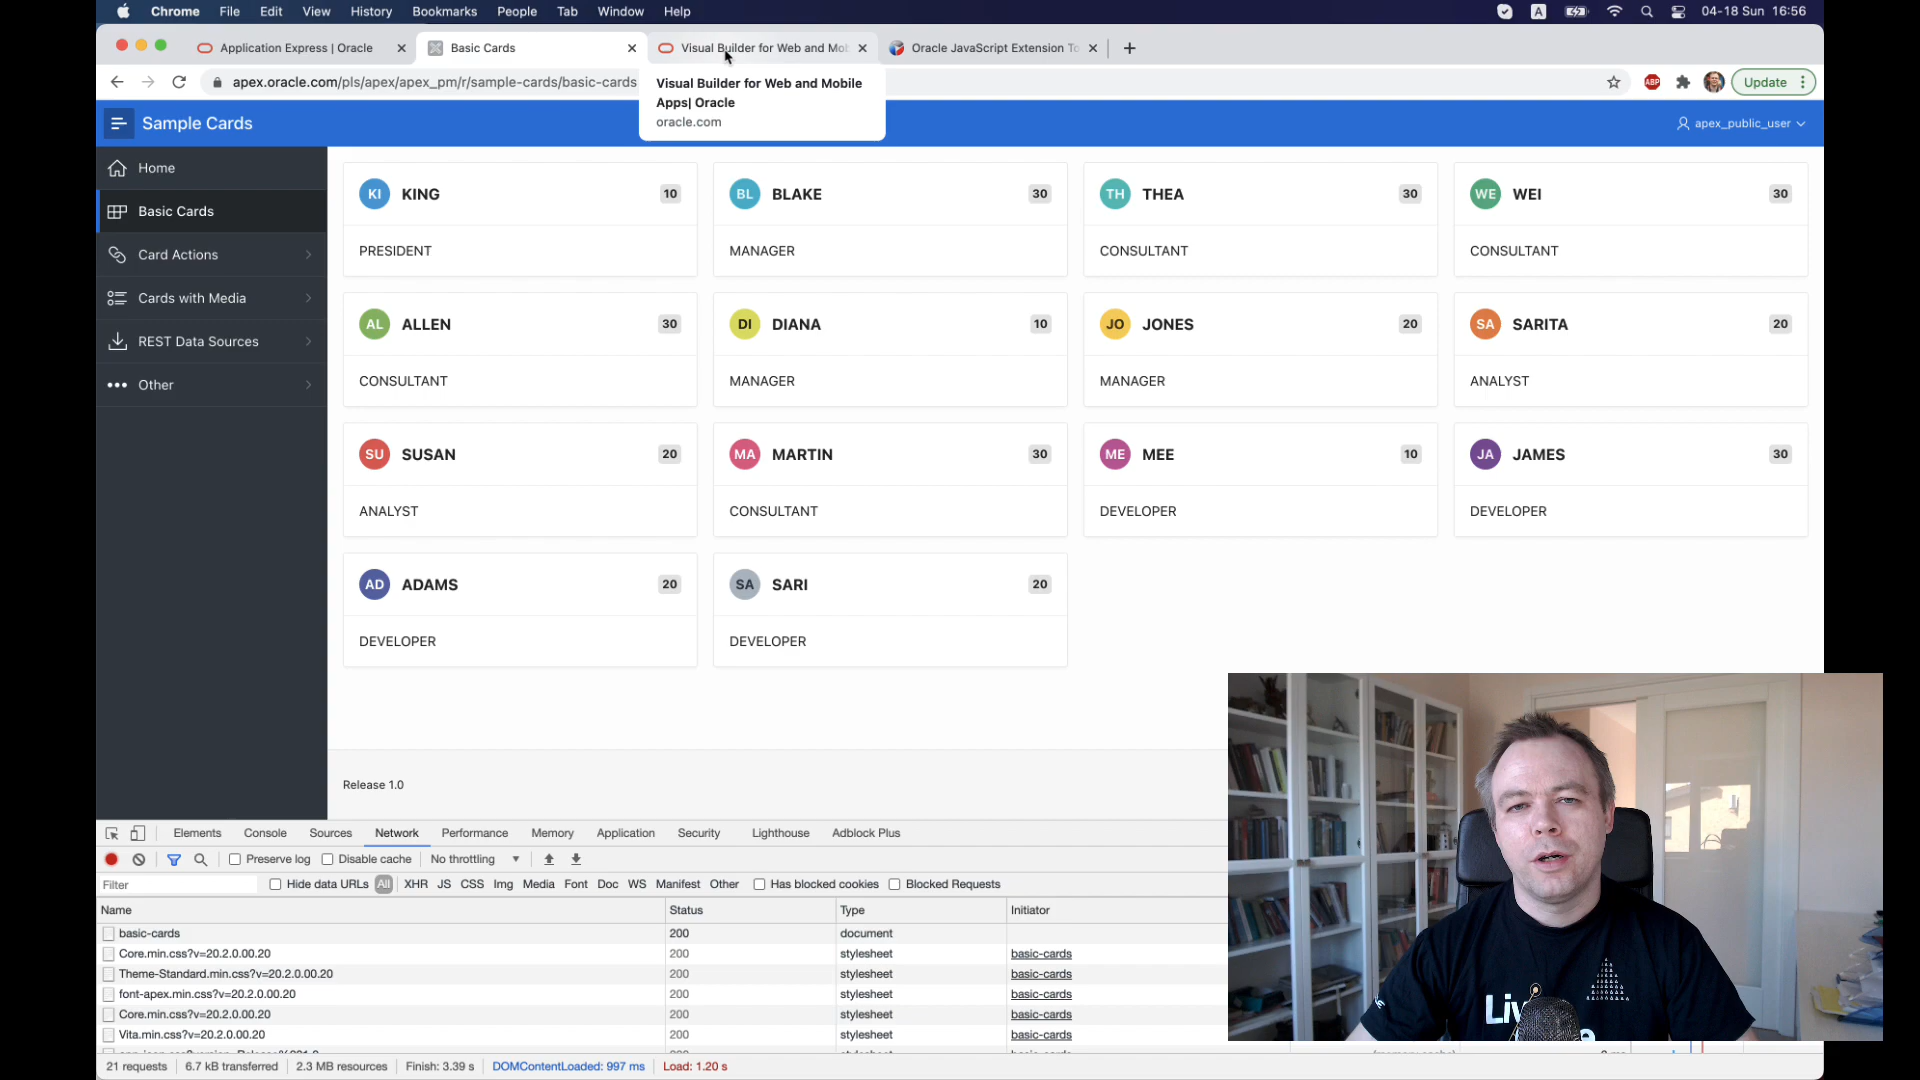 Chrome File Edit View History Bookmarks People Tab Window Help A 04-18 Sun 16:56
Application Express | Oracle Basic Cards Visual Builder for Web and Mob Oracle JavaScript Extension To
apex.oracle.com/pls/apex/apex_pm/r/sample-cards/basic-cards ABP Update
Visual Builder for Web and Mobile
Apps| Oracle
oracle.com
Sample Cards apex_public_user
Home
Basic Cards
Card Actions
Cards with Media
REST Data Sources
Other
KI KING 10 BL BLAKE 30 TH THEA 30 WE WEI 30
PRESIDENT MANAGER CONSULTANT CONSULTANT
AL ALLEN 30 DI DIANA 10 JO JONES 20 SA SARITA 20
CONSULTANT MANAGER MANAGER ANALYST
SU SUSAN 20 MA MARTIN 30 ME MEE 10 JA JAMES 30
ANALYST CONSULTANT DEVELOPER DEVELOPER
AD ADAMS 20 SA SARI 20
DEVELOPER DEVELOPER
Release 1.0
Elements Console Sources Network Performance Memory Application Security Lighthouse Adblock Plus
Preserve log Disable cache No throttling
Filter Hide data URLs All XHR JS CSS Img Media Font Doc WS Manifest Other Has blocked cookies Blocked Requests
Name Status Type Initiator
basic-cards 200 document
Core.min.css?v=20.2.0.00.20 200 stylesheet basic-cards
Theme-Standard.min.css?v=20.2.0.00.20 200 stylesheet basic-cards
font-apex.min.css?v=20.2.0.00.20 200 stylesheet basic-cards
Core.min.css?v=20.2.0.00.20 200 stylesheet basic-cards
Vita.min.css?v=20.2.0.00.20 200 stylesheet basic-cards
21 requests 6.7 kB transferred 2.3 MB resources Finish: 3.39 s DOMContentLoaded: 997 ms Load: 1.20 s